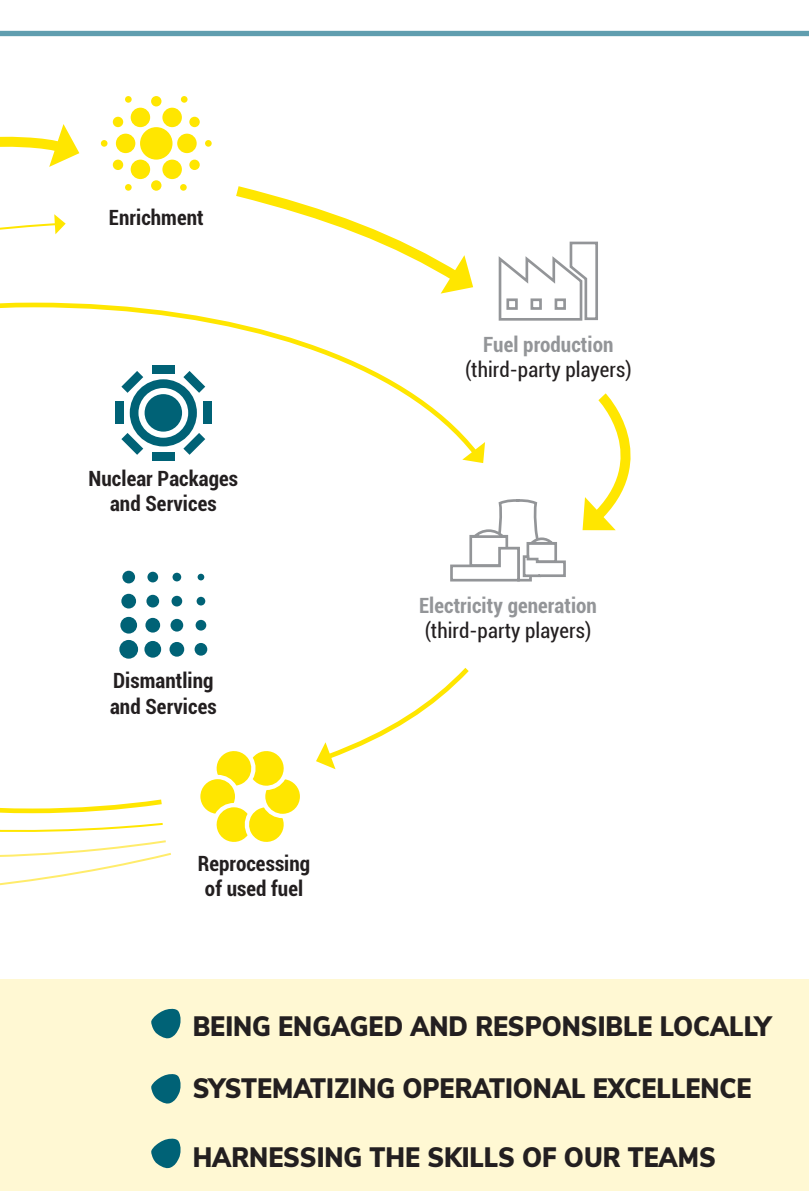 Enrichment
Fuel production
(third-party players)
Nuclear Packages
and Services
Electricity generation
(third-party players)
Dismantling
and Services
Reprocessing
of used fuel
BEING ENGAGED AND RESPONSIBLE LOCALLY
SYSTEMATIZING OPERATIONAL EXCELLENCE
HARNESSING THE SKILLS OF OUR TEAMS